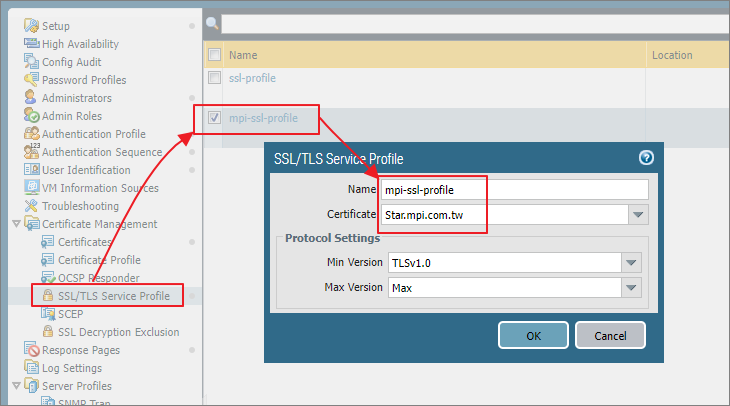 Setup
High Availability
Config Audit
Password Profiles
Administrators
Admin Roles
Authentication Profile
Authentication Sequence
User Identification
VM Information Sources
Troubleshooting
Certificate Management
Certificates
Certificate Profile
OCSP Responder
SSL/TLS Service Profile
SCEP
SSL Decryption Exclusion
Response Pages
Log Settings
Server Profiles
SNMP Trap
Name Location
ssl-profile
mpi-ssl-profile
SSL/TLS Service Profile
Name mpi-ssl-profile
Certificate Star.mpi.com.tw
Protocol Settings
Min Version TLSv1.0
Max Version Max
OK Cancel